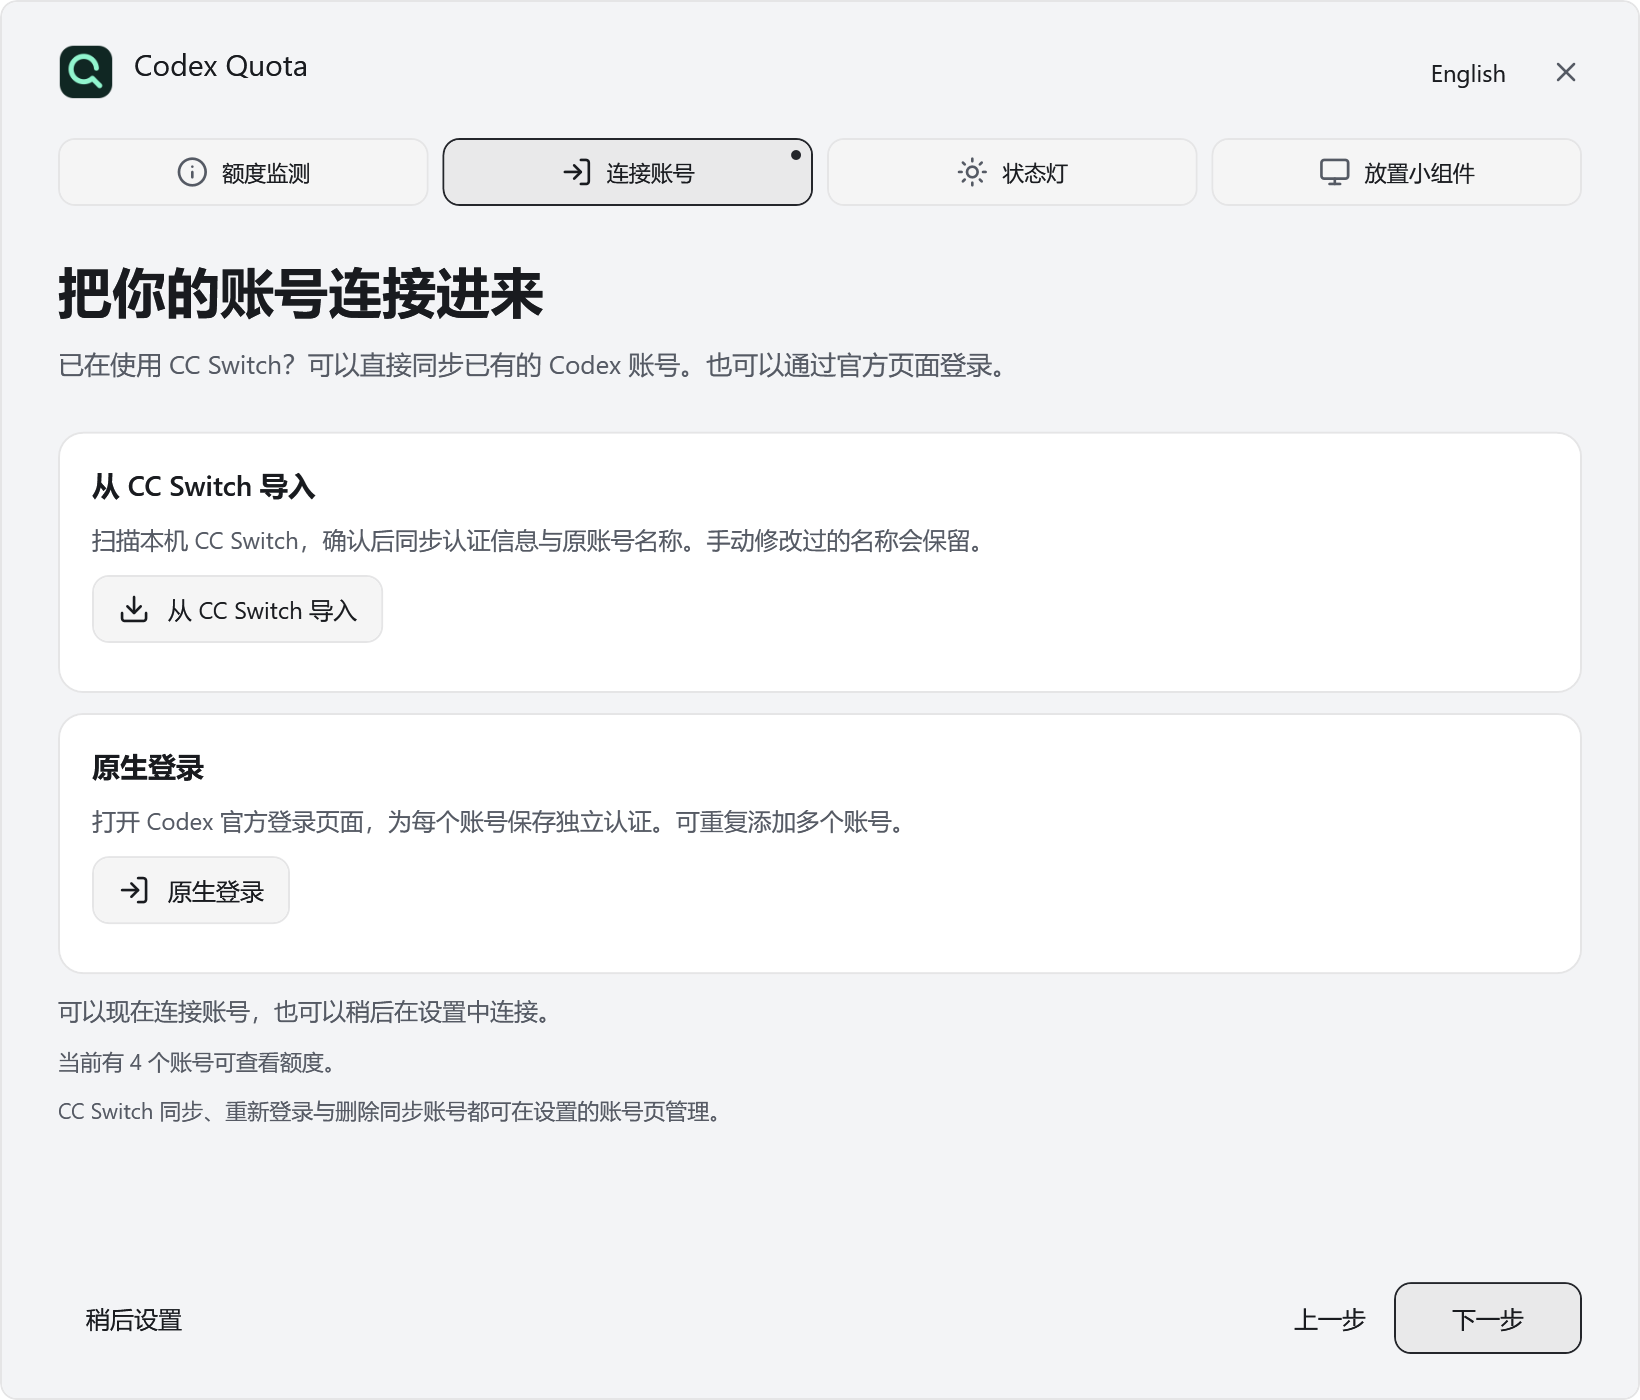 Codex Quota
English
额度监测
连接账号
状态灯
放置小组件
把你的账号连接进来
已在使用 CC Switch？可以直接同步已有的 Codex 账号。也可以通过官方页面登录。
从 CC Switch 导入
扫描本机 CC Switch，确认后同步认证信息与原账号名称。手动修改过的名称会保留。
从 CC Switch 导入
原生登录
打开 Codex 官方登录页面，为每个账号保存独立认证。可重复添加多个账号。
原生登录
可以现在连接账号，也可以稍后在设置中连接。
当前有 4 个账号可查看额度。
CC Switch 同步、重新登录与删除同步账号都可在设置的账号页管理。
稍后设置
上一步
下一步